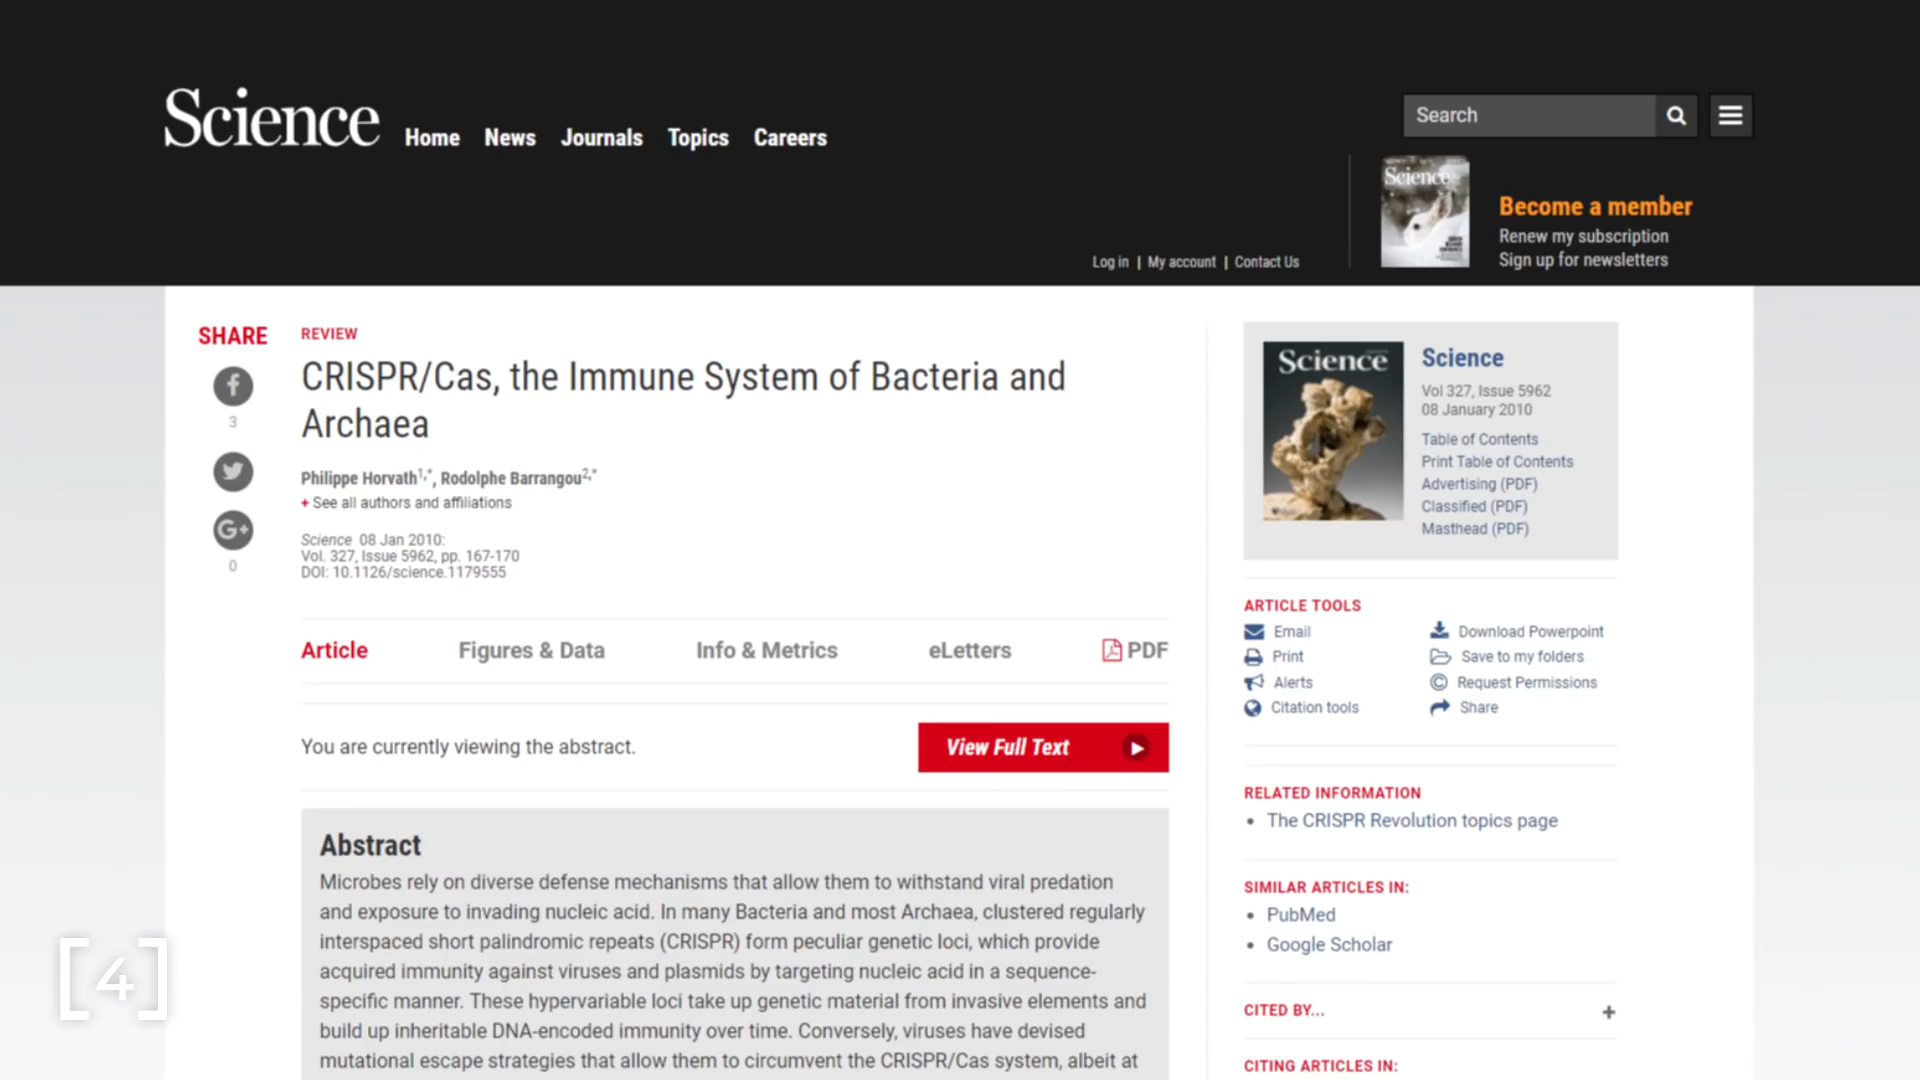 Science
Home News Journals Topics Careers
Search
Science
Become a member
Renew my subscription
Sign up for newsletters
Log in | My account | Contact Us
SHARE
3
G+
0
REVIEW
CRISPR/Cas, the Immune System of Bacteria and
Archaea
Philippe Horvath1,*, Rodolphe Barrangou2,*
+ See all authors and affiliations
Science 08 Jan 2010:
Vol. 327, Issue 5962, pp. 167-170
DOI: 10.1126/science.1179555
Article Figures & Data Info & Metrics eLetters PDF
You are currently viewing the abstract.
View Full Text
Abstract
Microbes rely on diverse defense mechanisms that allow them to withstand viral predation
and exposure to invading nucleic acid. In many Bacteria and most Archaea, clustered regularly
interspaced short palindromic repeats (CRISPR) form peculiar genetic loci, which provide
acquired immunity against viruses and plasmids by targeting nucleic acid in a sequence-
specific manner. These hypervariable loci take up genetic material from invasive elements and
build up inheritable DNA-encoded immunity over time. Conversely, viruses have devised
mutational escape strategies that allow them to circumvent the CRISPR/Cas system, albeit at
[4]
Science
Science
Vol 327, Issue 5962
08 January 2010
Table of Contents
Print Table of Contents
Advertising (PDF)
Classified (PDF)
Masthead (PDF)
ARTICLE TOOLS
Email Download Powerpoint
Print Save to my folders
Alerts © Request Permissions
Citation tools Share
RELATED INFORMATION
• The CRISPR Revolution topics page
SIMILAR ARTICLES IN:
• PubMed
• Google Scholar
CITED BY... +
CITING ARTICLES IN: